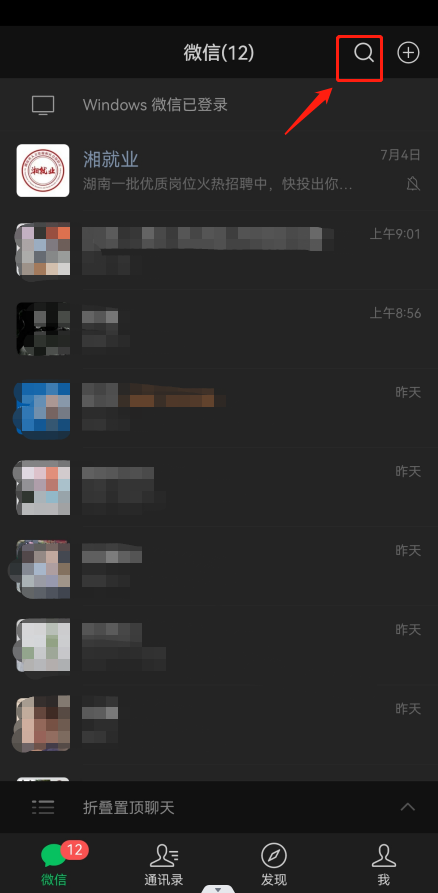 微信(12)
Windows 微信已登录
湘就业
7月4日
湖南一批优质岗位火热招聘中，快投出你...
湘就业
上午9:01
上午8:56
昨天
昨天
昨天
昨天
昨天
折叠置顶聊天
12
微信
通讯录
发现
我